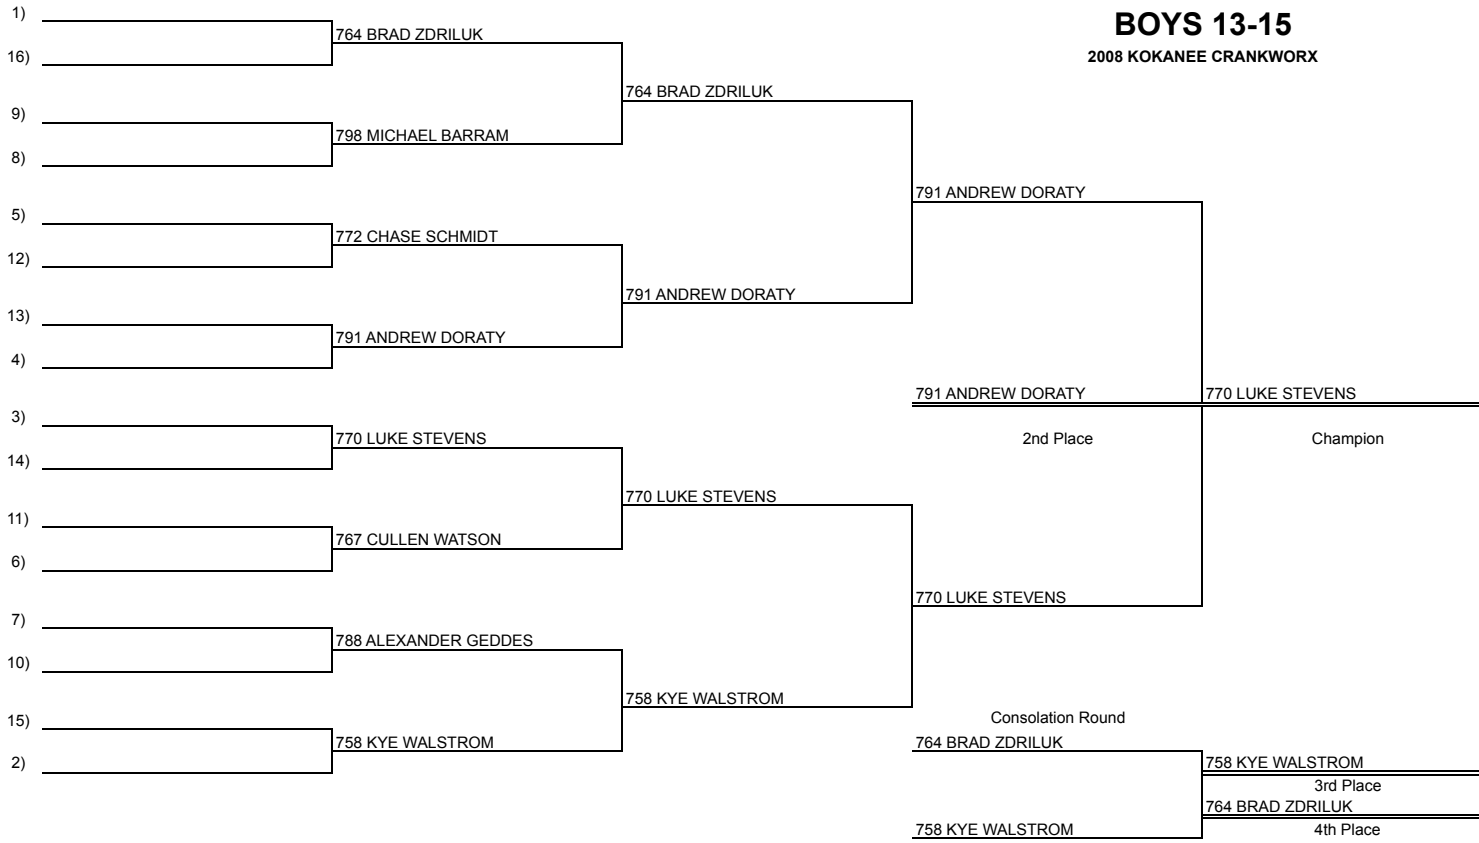 BOYS 13-15
2008 KOKANEE CRANKWORX
1)
16)
9)
8)
5)
12)
13)
4)
3)
14)
11)
6)
7)
10)
15)
2)
764 BRAD ZDRILUK
798 MICHAEL BARRAM
772 CHASE SCHMIDT
791 ANDREW DORATY
770 LUKE STEVENS
767 CULLEN WATSON
788 ALEXANDER GEDDES
758 KYE WALSTROM
764 BRAD ZDRILUK
791 ANDREW DORATY
770 LUKE STEVENS
758 KYE WALSTROM
791 ANDREW DORATY
770 LUKE STEVENS
791 ANDREW DORATY
2nd Place
770 LUKE STEVENS
Champion
Consolation Round
764 BRAD ZDRILUK
758 KYE WALSTROM
758 KYE WALSTROM
3rd Place
764 BRAD ZDRILUK
4th Place